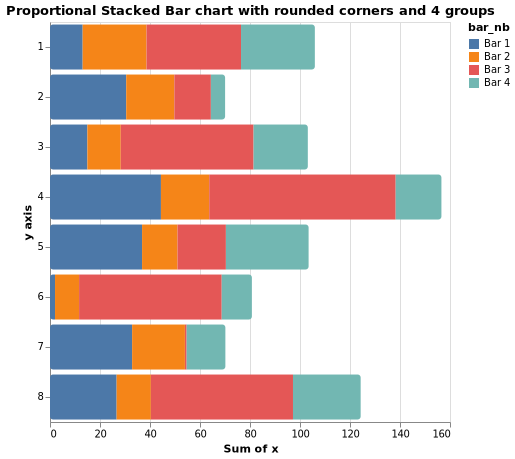 Proportional Stacked Bar chart with rounded corners and 4 groups
bar_nb
Bar 1
Bar 2
Bar 3
Bar 4
y axis
1
2
3
4
5
6
7
8
0 20 40 60 80 100 120 140 160
Sum of x